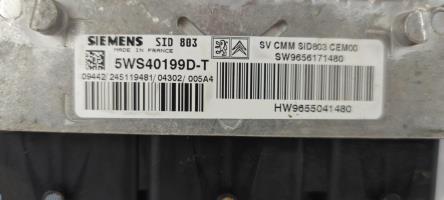 SIEMENS SID 803
MADE IN FRANCE
5WS40199D-T
09442/245119481/04302/005A4
SV CMM SID803 CEM00
SW9656171480
HW9655041480